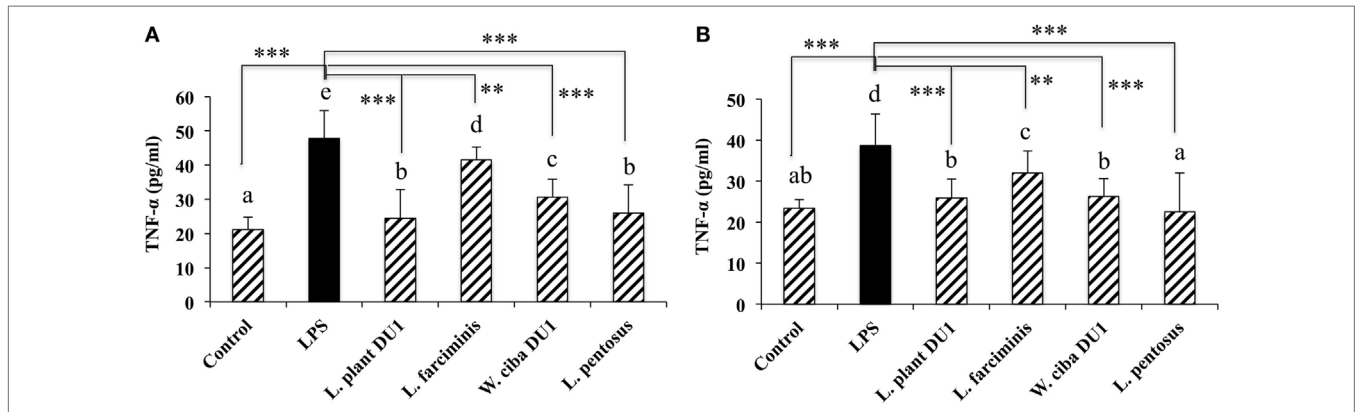 A
***
***
e
***
**
***
d
a
b
c
b
TNF-α (pg/ml)
60
50
40
30
20
10
0
Control
LPS
L. plant DU1
L. farciminis
W. ciba DU1
L. pentosus
B
***
***
d
***
**
***
ab
b
c
b
a
TNF-α (pg/ml)
50
40
30
20
10
0
Control
LPS
L. plant DU1
L. farciminis
W. ciba DU1
L. pentosus